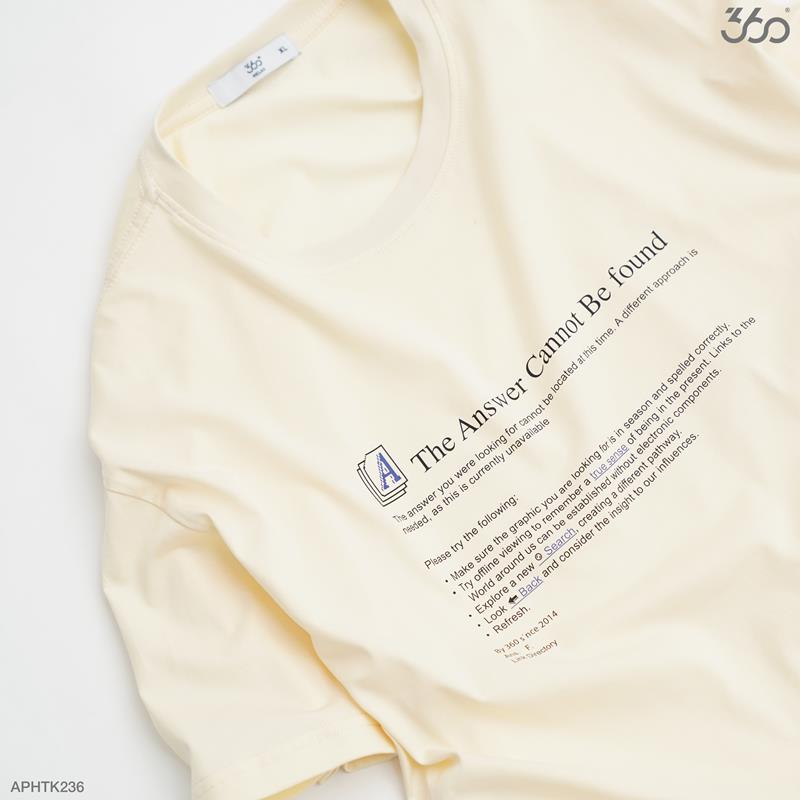 360®
360®
RELAX
XL
A
The Answer Cannot Be found
The answer you were looking for cannot be located at this time. A different approach is
needed, as this is currently unavailable
Please try the following:
• Make sure the graphic you are looking for is in season and spelled correctly.
• Try offline viewing to remember a true sense of being in the present. Links to the
World around us can be established without electronic components.
• Explore a new Search, creating a different pathway.
• Look Back and consider the insight to our influences.
• Refresh.
By 360 since 2014
Link Directory
APHTK236